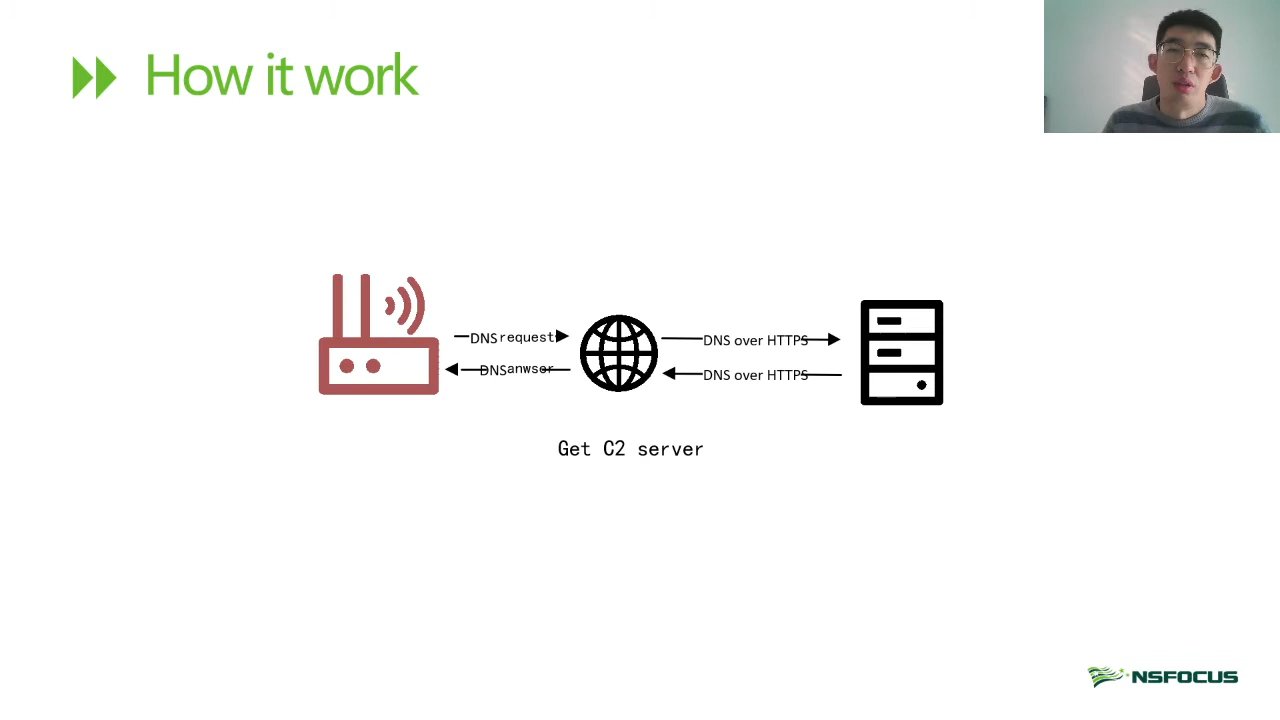 How it work
DNS request
DNS over HTTPS
DNS anwser
DNS over HTTPS
Get C2 server
NSFOCUS